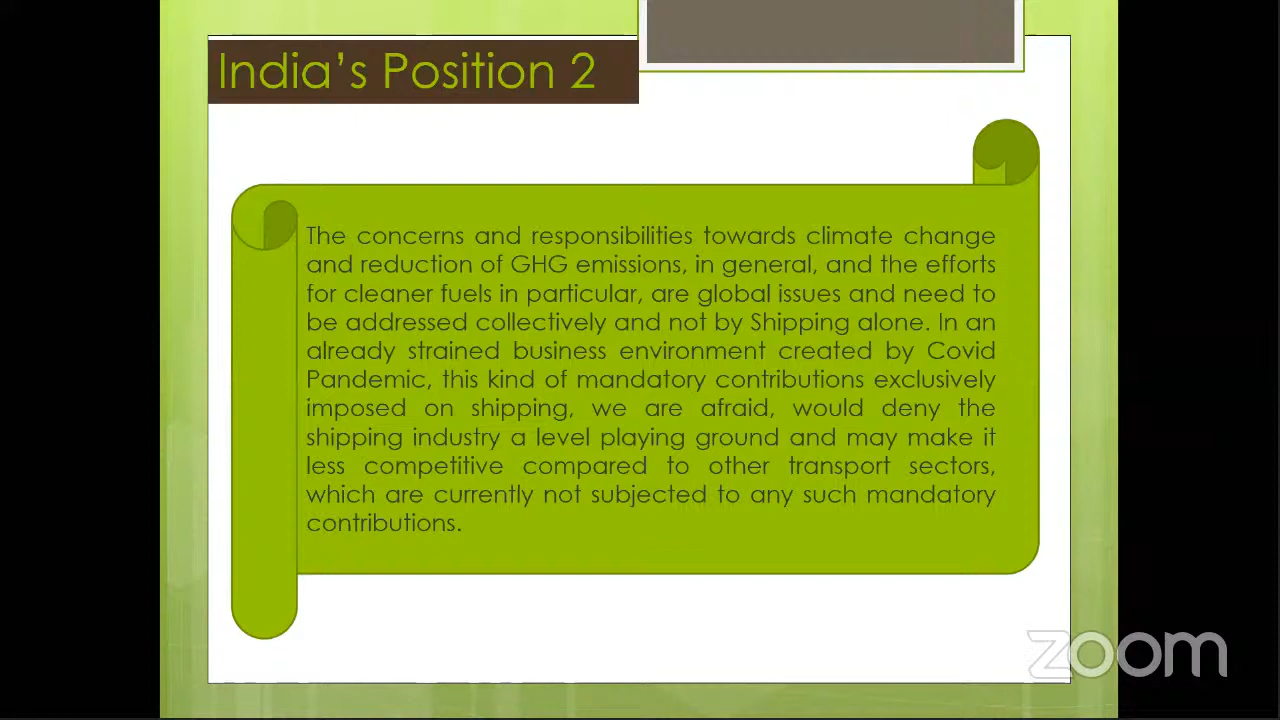 India’s Position 2
The concerns and responsibilities towards climate change
and reduction of GHG emissions, in general, and the efforts
for cleaner fuels in particular, are global issues and need to
be addressed collectively and not by Shipping alone. In an
already strained business environment created by Covid
Pandemic, this kind of mandatory contributions exclusively
imposed on shipping, we are afraid, would deny the
shipping industry a level playing ground and may make it
less competitive compared to other transport sectors,
which are currently not subjected to any such mandatory
contributions.
zoom